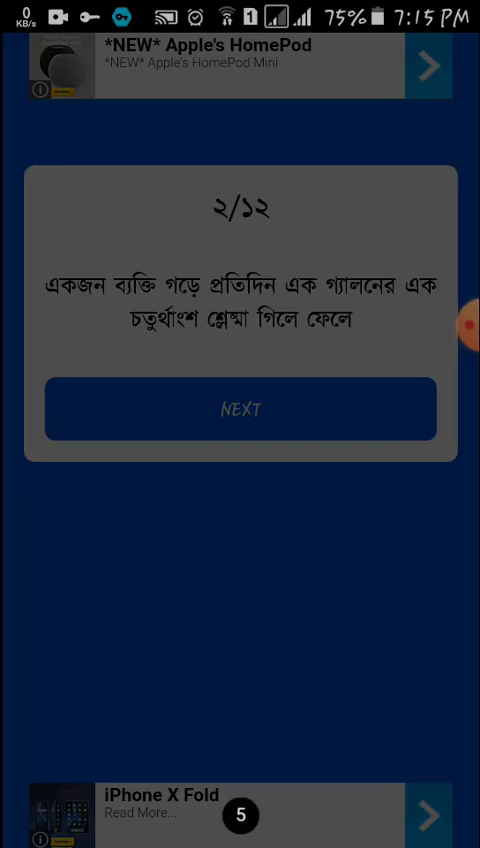 0
KB/s
1
75%
7:15 PM
*NEW* Apple's HomePod
*NEW* Apple's HomePod Mini
২/১২
একজন ব্যক্তি গড়ে প্রতিদিন এক গ্যালনের এক
চতুর্থাংশ শ্লেষ্মা গিলে ফেলে
NEXT
iPhone X Fold
Read More...
5